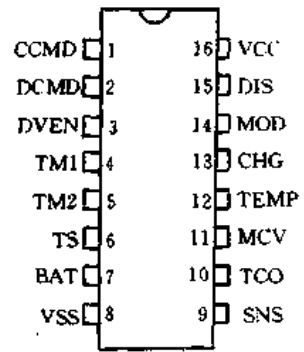 CCMD 1 16 VCC
DCMD 2 15 DIS
DVEN 3 14 MOD
TM1 4 13 CHG
TM2 5 12 TEMP
TS 6 11 MCV
BAT 7 10 TCO
VSS 8 9 SNS